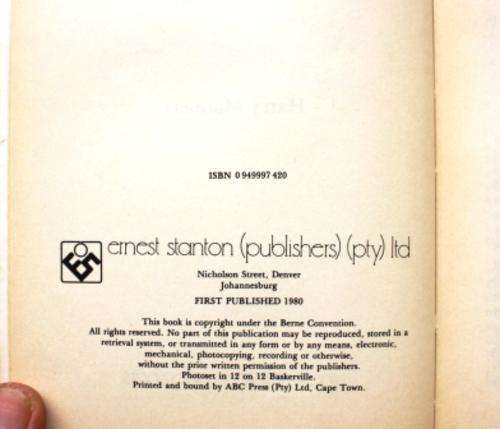 ISBN 0 949997 420
ernest stanton (publishers) (pty) ltd
Nicholson Street, Denver
Johannesburg
FIRST PUBLISHED 1980
This book is copyright under the Berne Convention.
All rights reserved. No part of this publication may be reproduced, stored in a
retrieval system, or transmitted in any form or by any means, electronic,
mechanical, photocopying, recording or otherwise,
without the prior written permission of the publishers.
Photoset in 12 on 12 Baskerville.
Printed and bound by ABC Press (Pty) Ltd, Cape Town.